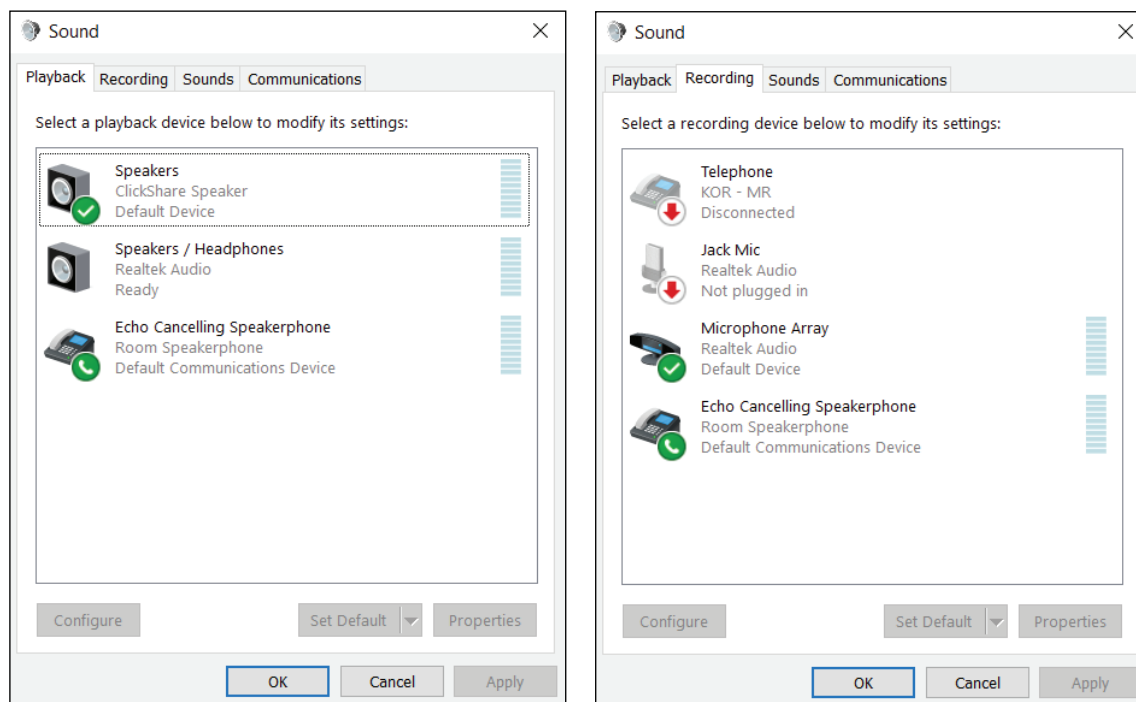 Sound
Playback Recording Sounds Communications
Select a playback device below to modify its settings:
Speakers
ClickShare Speaker
Default Device
Speakers / Headphones
Realtek Audio
Ready
Echo Cancelling Speakerphone
Room Speakerphone
Default Communications Device
Configure Set Default Properties
OK Cancel Apply
Sound
Playback Recording Sounds Communications
Select a recording device below to modify its settings:
Telephone
KOR - MR
Disconnected
Jack Mic
Realtek Audio
Not plugged in
Microphone Array
Realtek Audio
Default Device
Echo Cancelling Speakerphone
Room Speakerphone
Default Communications Device
Configure Set Default Properties
OK Cancel Apply